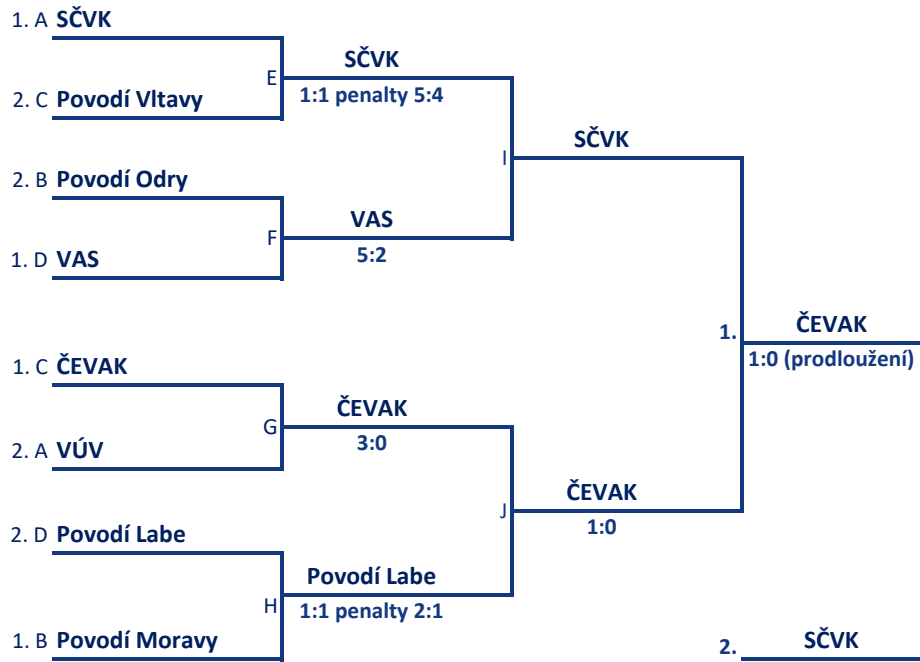 1. A SČVK
SČVK
E
1:1 penalty 5:4
2. C Povodí Vltavy
SČVK
I
2. B Povodí Odry
VAS
F
5:2
1. D VAS
ČEVAK
1.
1:0 (prodloužení)
1. C ČEVAK
ČEVAK
G
3:0
2. A VÚV
ČEVAK
J
1:0
2. D Povodí Labe
Povodí Labe
H
1:1 penalty 2:1
1. B Povodí Moravy
2. SČVK